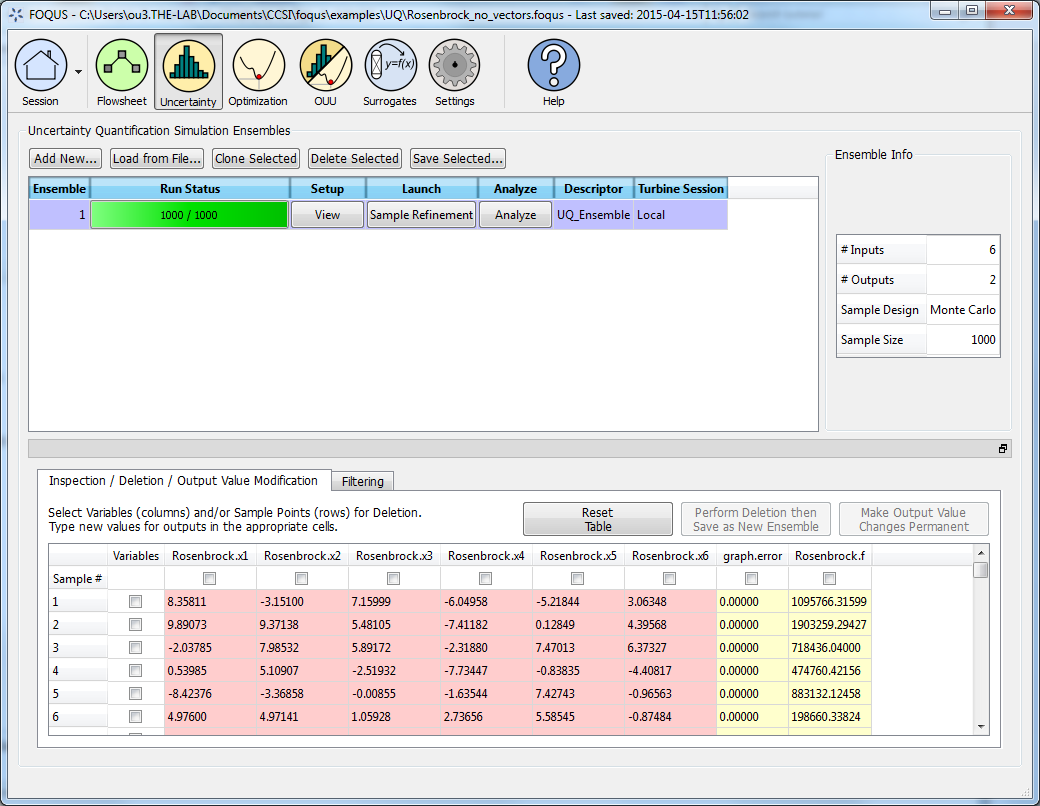 FOQUS - C:\Users\ou3.THE-LAB\Documents\CCSI\foqus\examples\UQ\Rosenbrock_no_vectors.foqus - Last saved: 2015-04-15T11:56:02
y=f(x)
?
Session Flowsheet Uncertainty Optimization OUU Surrogates Settings Help
Uncertainty Quantification Simulation Ensembles
Add New... Load from File... Clone Selected Delete Selected Save Selected...
Ensemble Run Status Setup Launch Analyze Descriptor Turbine Session
1 1000 / 1000 View Sample Refinement Analyze UQ_Ensemble Local
Ensemble Info
# Inputs 6
# Outputs 2
Sample Design Monte Carlo
Sample Size 1000
Inspection / Deletion / Output Value Modification Filtering
Select Variables (columns) and/or Sample Points (rows) for Deletion.
Type new values for outputs in the appropriate cells.
Reset
Table
Perform Deletion then
Save as New Ensemble
Make Output Value
Changes Permanent
Variables Rosenbrock.x1 Rosenbrock.x2 Rosenbrock.x3 Rosenbrock.x4 Rosenbrock.x5 Rosenbrock.x6 graph.error Rosenbrock.f
Sample #
1 8.35811 -3.15100 7.15999 -6.04958 -5.21844 3.06348 0.00000 1095766.31599
2 9.89073 9.37138 5.48105 -7.41182 0.12849 4.39568 0.00000 1903259.29427
3 -2.03785 7.98532 5.89172 -2.31880 7.47013 6.37327 0.00000 718436.04000
4 0.53985 5.10907 -2.51932 -7.73447 -0.83835 -4.40817 0.00000 474760.42156
5 -8.42376 -3.36858 -0.00855 -1.63544 7.42743 -0.96563 0.00000 883132.12458
6 4.97600 4.97141 1.05928 2.73656 5.58545 -0.87484 0.00000 198660.33824